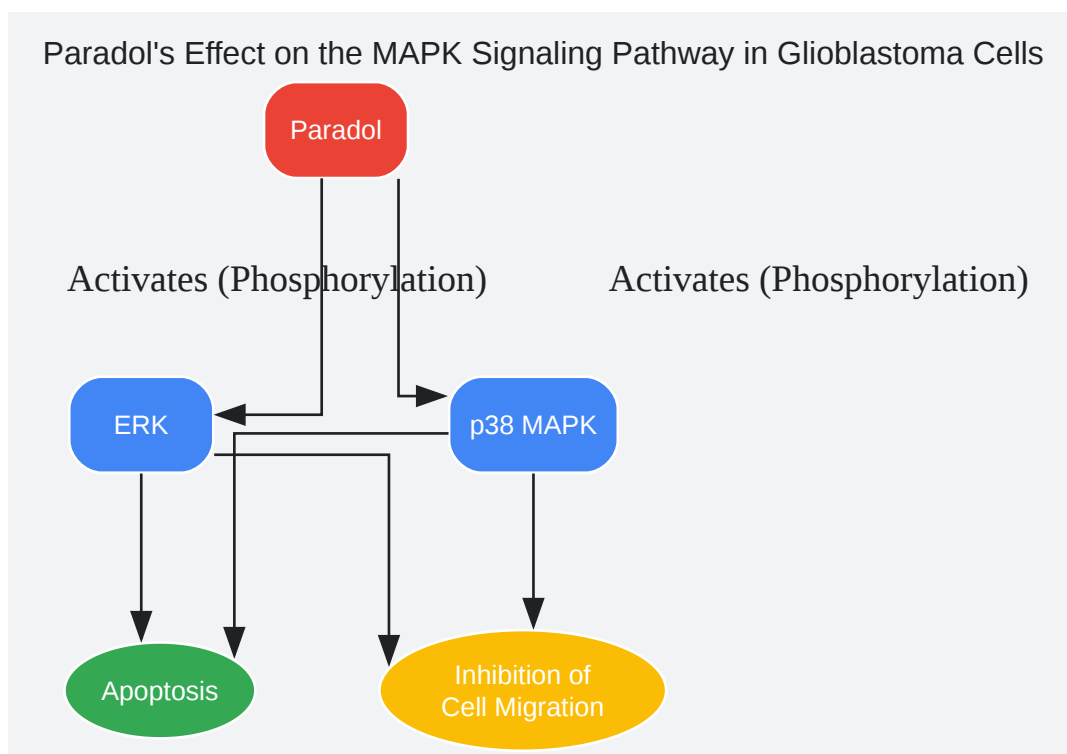 Paradol's Effect on the MAPK Signaling Pathway in Glioblastoma Cells
Paradol
Activates (Phosphorylation)
Activates (Phosphorylation)
ERK
p38 MAPK
Apoptosis
Inhibition of
Cell Migration